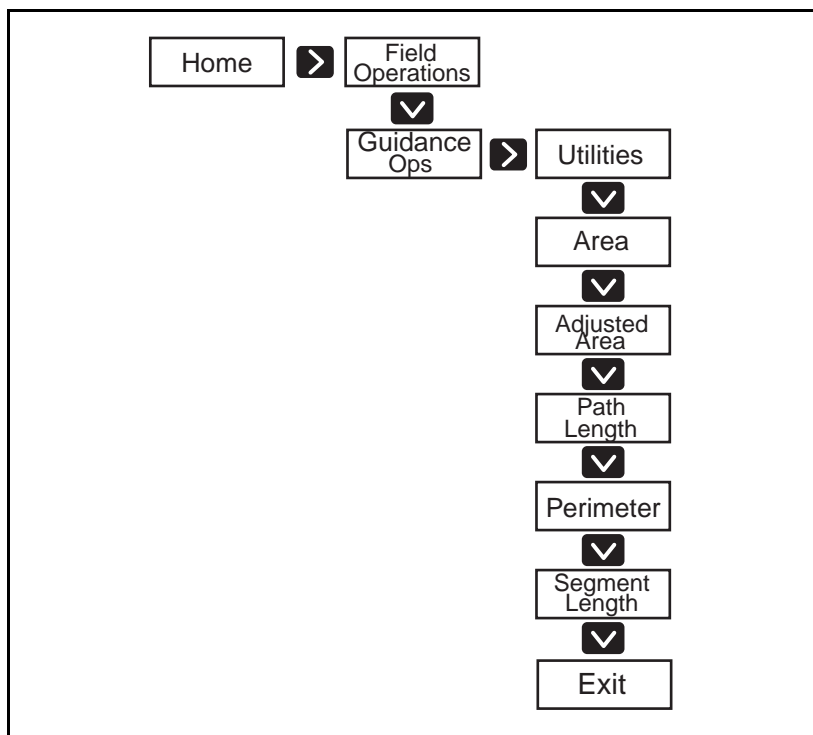 Home
Field
Operations
Guidance
Ops
Utilities
Area
Adjusted
Area
Path
Length
Perimeter
Segment
Length
Exit